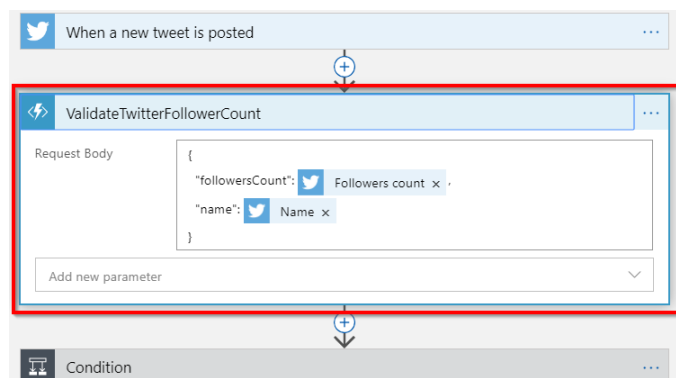 When a new tweet is posted
...
ValidateTwitterFollowerCount
...
Request Body
{
"followersCount": Followers count × ,
"name": Name ×
}
Add new parameter
Condition
...